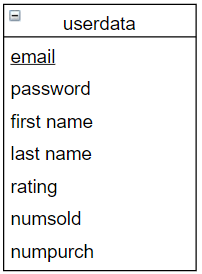 userdata
email
password
first name
last name
rating
numsold
numpurch